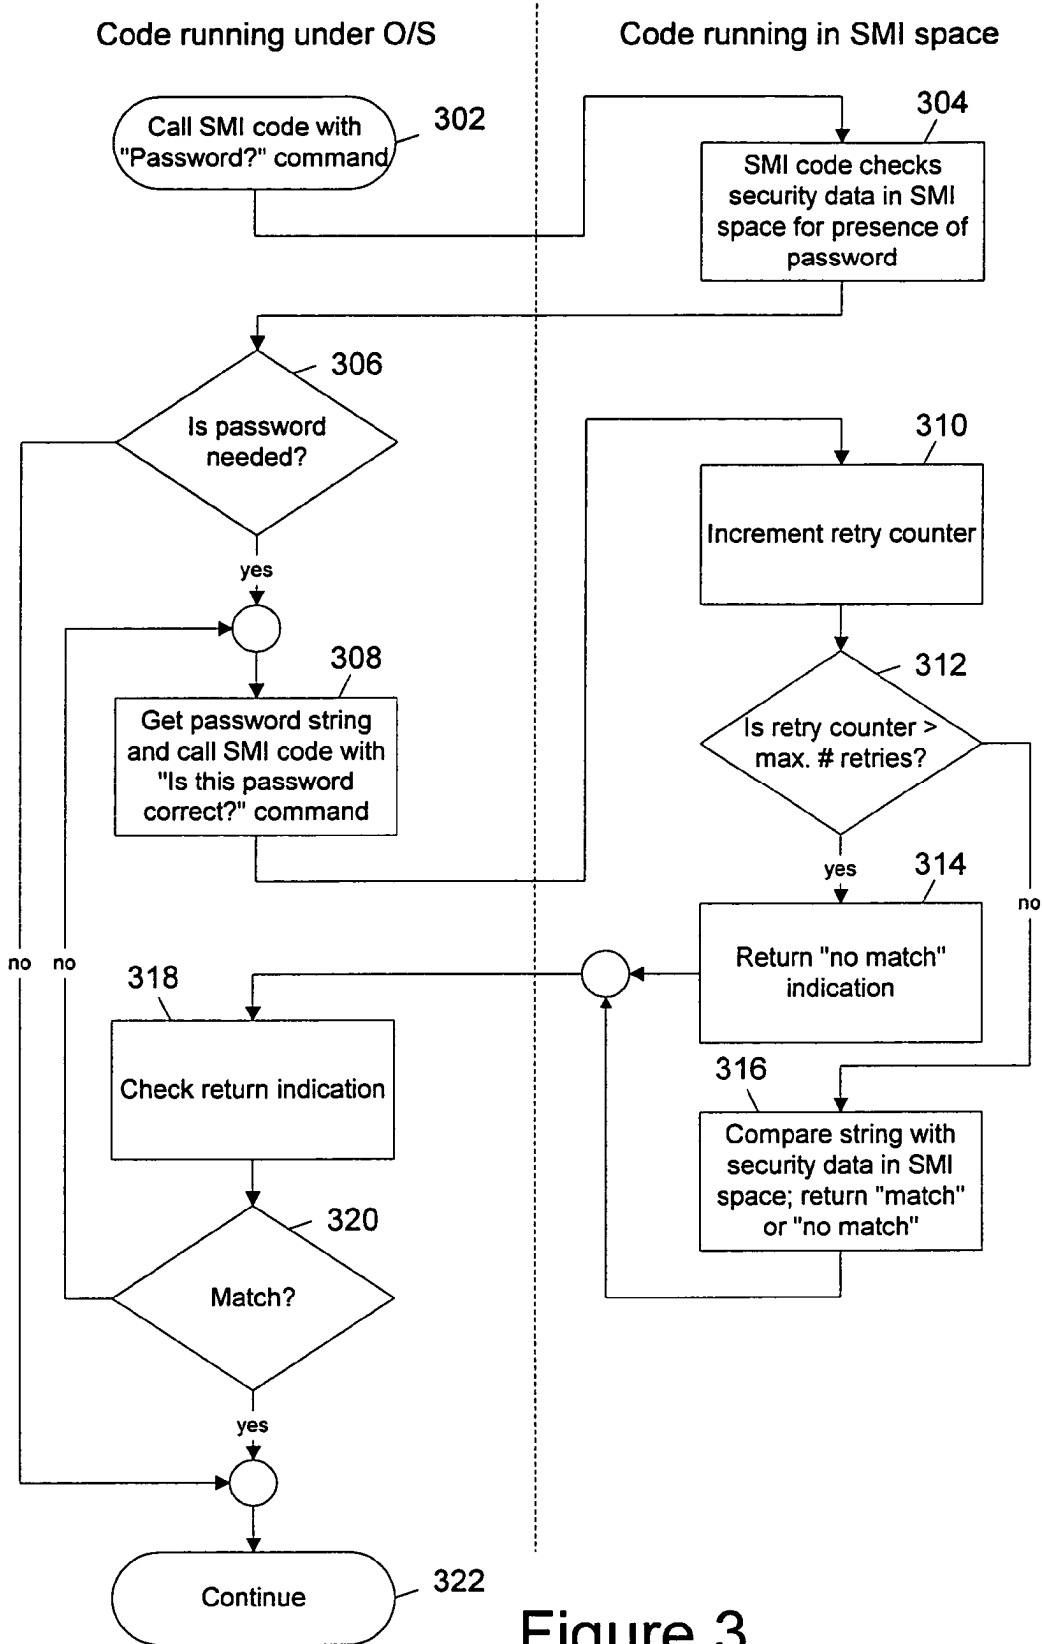 Code running under O/S
Code running in SMI space
Call SMI code with
"Password?" command
302
304
SMI code checks
security data in SMI
space for presence of
password
306
Is password
needed?
yes
310
Increment retry counter
308
Get password string
and call SMI code with
"Is this password
correct?" command
312
Is retry counter >
max. # retries?
yes
no
314
Return "no match"
indication
no
no
318
Check return indication
316
Compare string with
security data in SMI
space; return "match"
or "no match"
320
Match?
yes
Continue
322
Figure 3